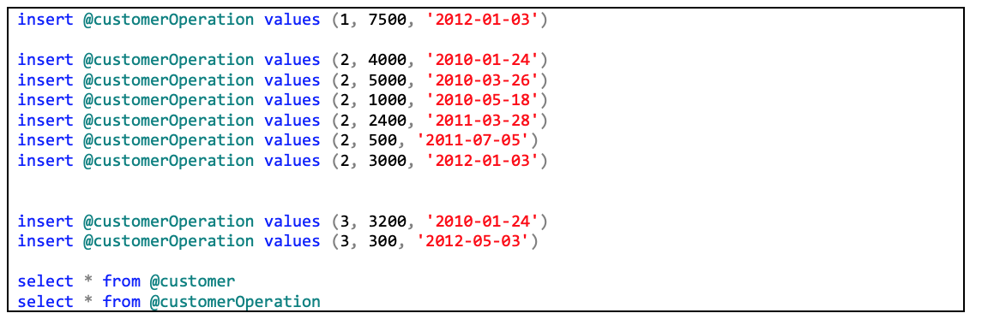 insert @customerOperation values (1, 7500, '2012-01-03')
insert @customerOperation values (2, 4000, '2010-01-24')
insert @customerOperation values (2, 5000, '2010-03-26')
insert @customerOperation values (2, 1000, '2010-05-18')
insert @customerOperation values (2, 2400, '2011-03-28')
insert @customerOperation values (2, 500, '2011-07-05')
insert @customerOperation values (2, 3000, '2012-01-03')
insert @customerOperation values (3, 3200, '2010-01-24')
insert @customerOperation values (3, 300, '2012-05-03')
select * from @customer
select * from @customerOperation